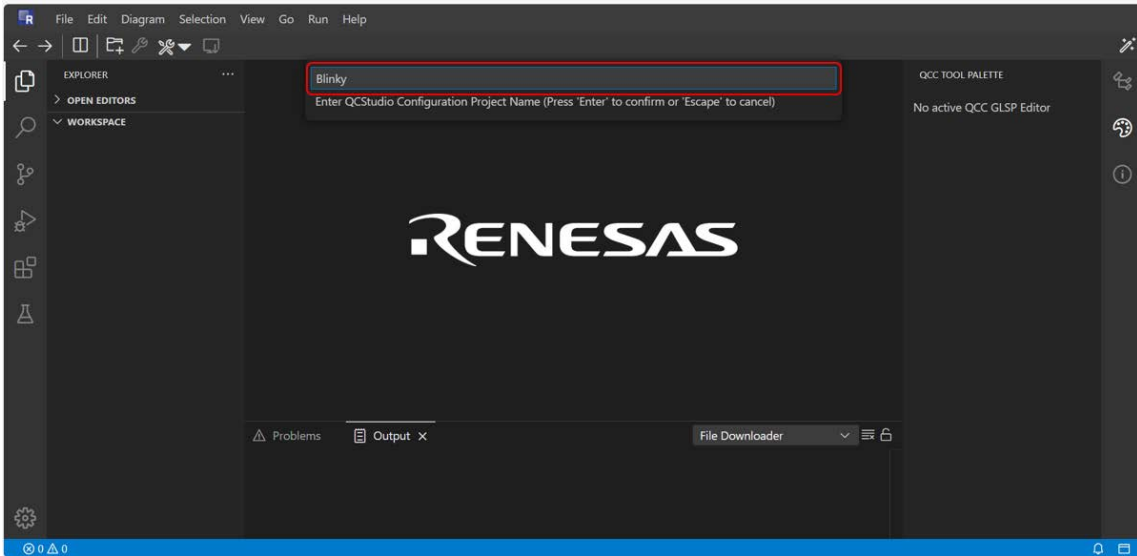 R File Edit Diagram Selection View Go Run Help
EXPLORER
OPEN EDITORS
WORKSPACE
Blinky
Enter QCStudio Configuration Project Name (Press 'Enter' to confirm or 'Escape' to cancel)
QCC TOOL PALETTE
No active QCC GLSP Editor
RENESAS
Problems Output File Downloader
0 0